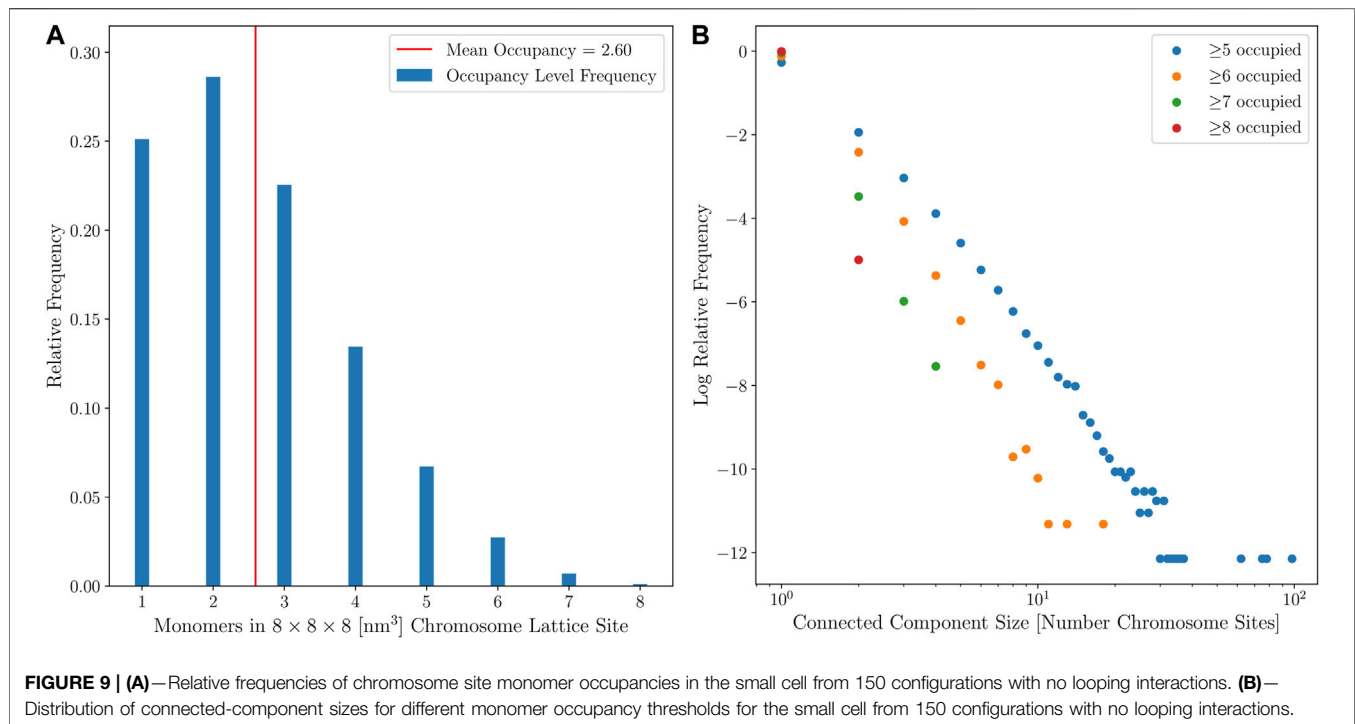 A
Mean Occupancy = 2.60
Occupancy Level Frequency
Relative Frequency
0.30
0.25
0.20
0.15
0.10
0.05
0.00
1 2 3 4 5 6 7 8
Monomers in 8 × 8 × 8 [nm³] Chromosome Lattice Site
B
≥5 occupied
≥6 occupied
≥7 occupied
≥8 occupied
Log Relative Frequency
0
−2
−4
−6
−8
−10
−12
10⁰ 10¹ 10²
Connected Component Size [Number Chromosome Sites]
FIGURE 9 | (A)—Relative frequencies of chromosome site monomer occupancies in the small cell from 150 configurations with no looping interactions. (B)—
Distribution of connected-component sizes for different monomer occupancy thresholds for the small cell from 150 configurations with no looping interactions.